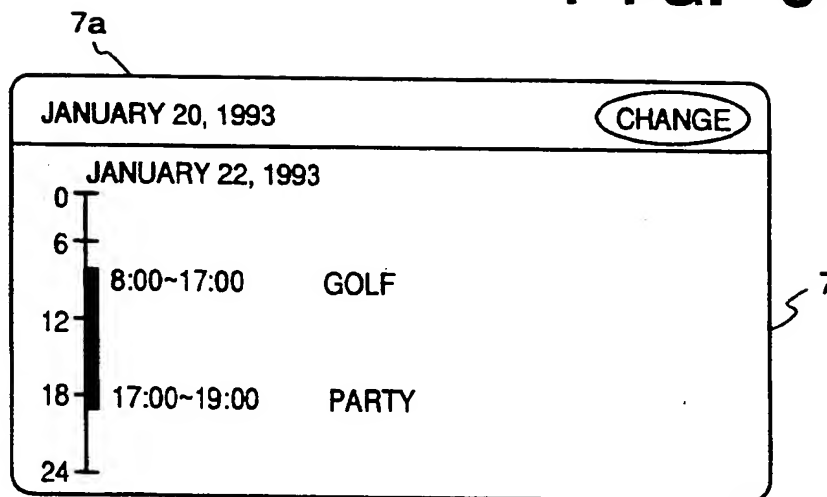 7a
JANUARY 20, 1993 CHANGE
JANUARY 22, 1993
0
6
8:00~17:00 GOLF
7
12
18 17:00~19:00 PARTY
24